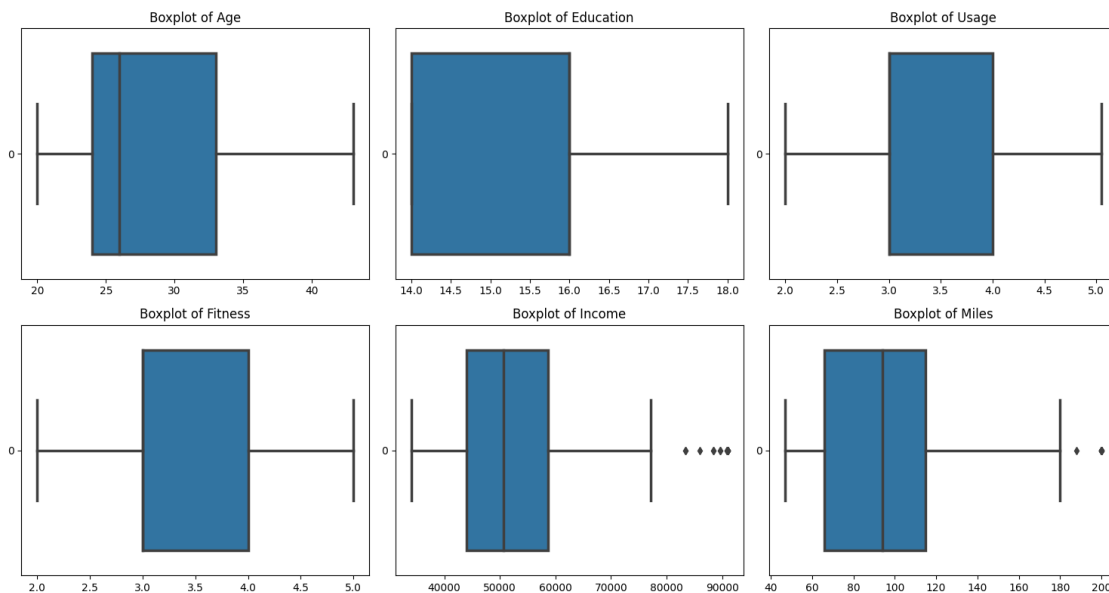 Boxplot of Age
0
20 25 30 35 40
Boxplot of Education
0
14.0 14.5 15.0 15.5 16.0 16.5 17.0 17.5 18.0
Boxplot of Usage
0
2.0 2.5 3.0 3.5 4.0 4.5 5.0
Boxplot of Fitness
0
2.0 2.5 3.0 3.5 4.0 4.5 5.0
Boxplot of Income
0
40000 50000 60000 70000 80000 90000
Boxplot of Miles
0
40 60 80 100 120 140 160 180 200